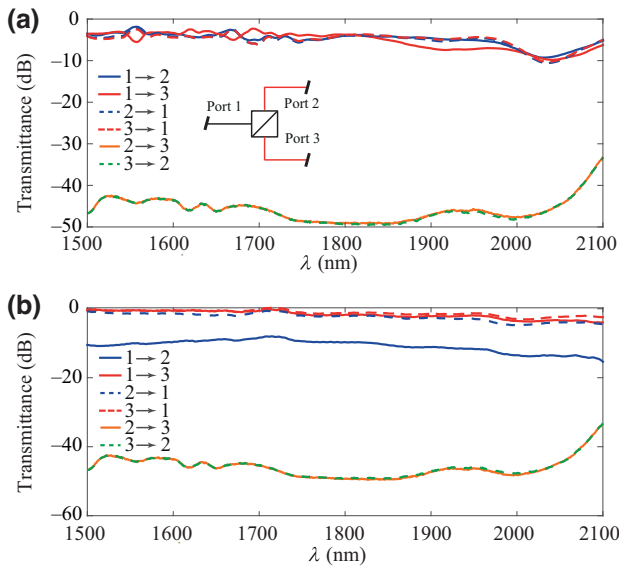 (a)
0
−10
−20
−30
−40
−50
Transmittance (dB)
1→2
1→3
2→1
3→1
2→3
3→2
Port 1
Port 2
Port 3
1500 1600 1700 1800 1900 2000 2100
λ (nm)
(b)
0
−20
−40
−60
Transmittance (dB)
1→2
1→3
2→1
3→1
2→3
3→2
1500 1600 1700 1800 1900 2000 2100
λ (nm)